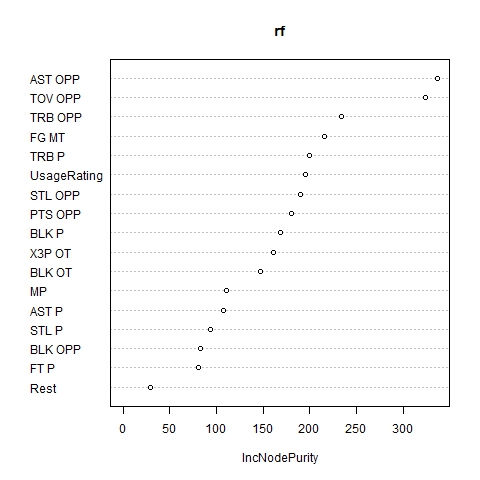 rf
AST OPP
TOV OPP
TRB OPP
FG MT
TRB P
UsageRating
STL OPP
PTS OPP
BLK P
X3P OT
BLK OT
MP
AST P
STL P
BLK OPP
FT P
Rest
0 50 100 150 200 250 300
IncNodePurity